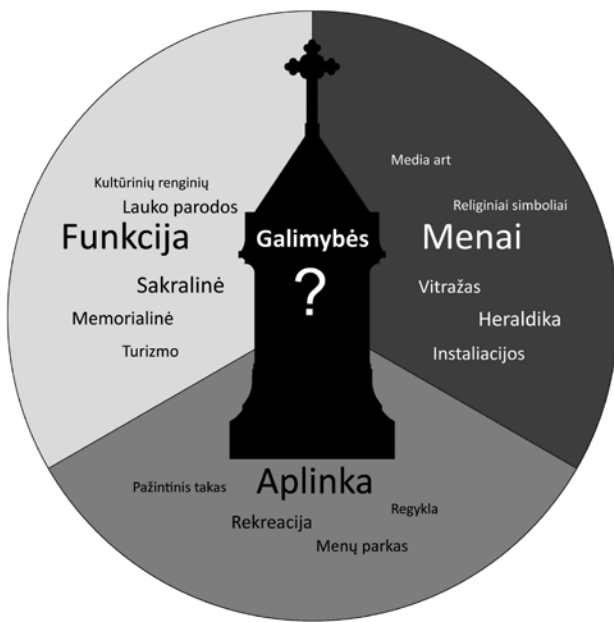 Kultūrinių renginių
Lauko parodos
Funkcija
Sakralinė
Memorialinė
Turizmo
Galimybės
?
Media art
Religiniai simboliai
Menai
Vitražas
Heraldika
Instaliacijos
Aplinka
Pažintinis takas
Regykla
Rekreacija
Menų parkas